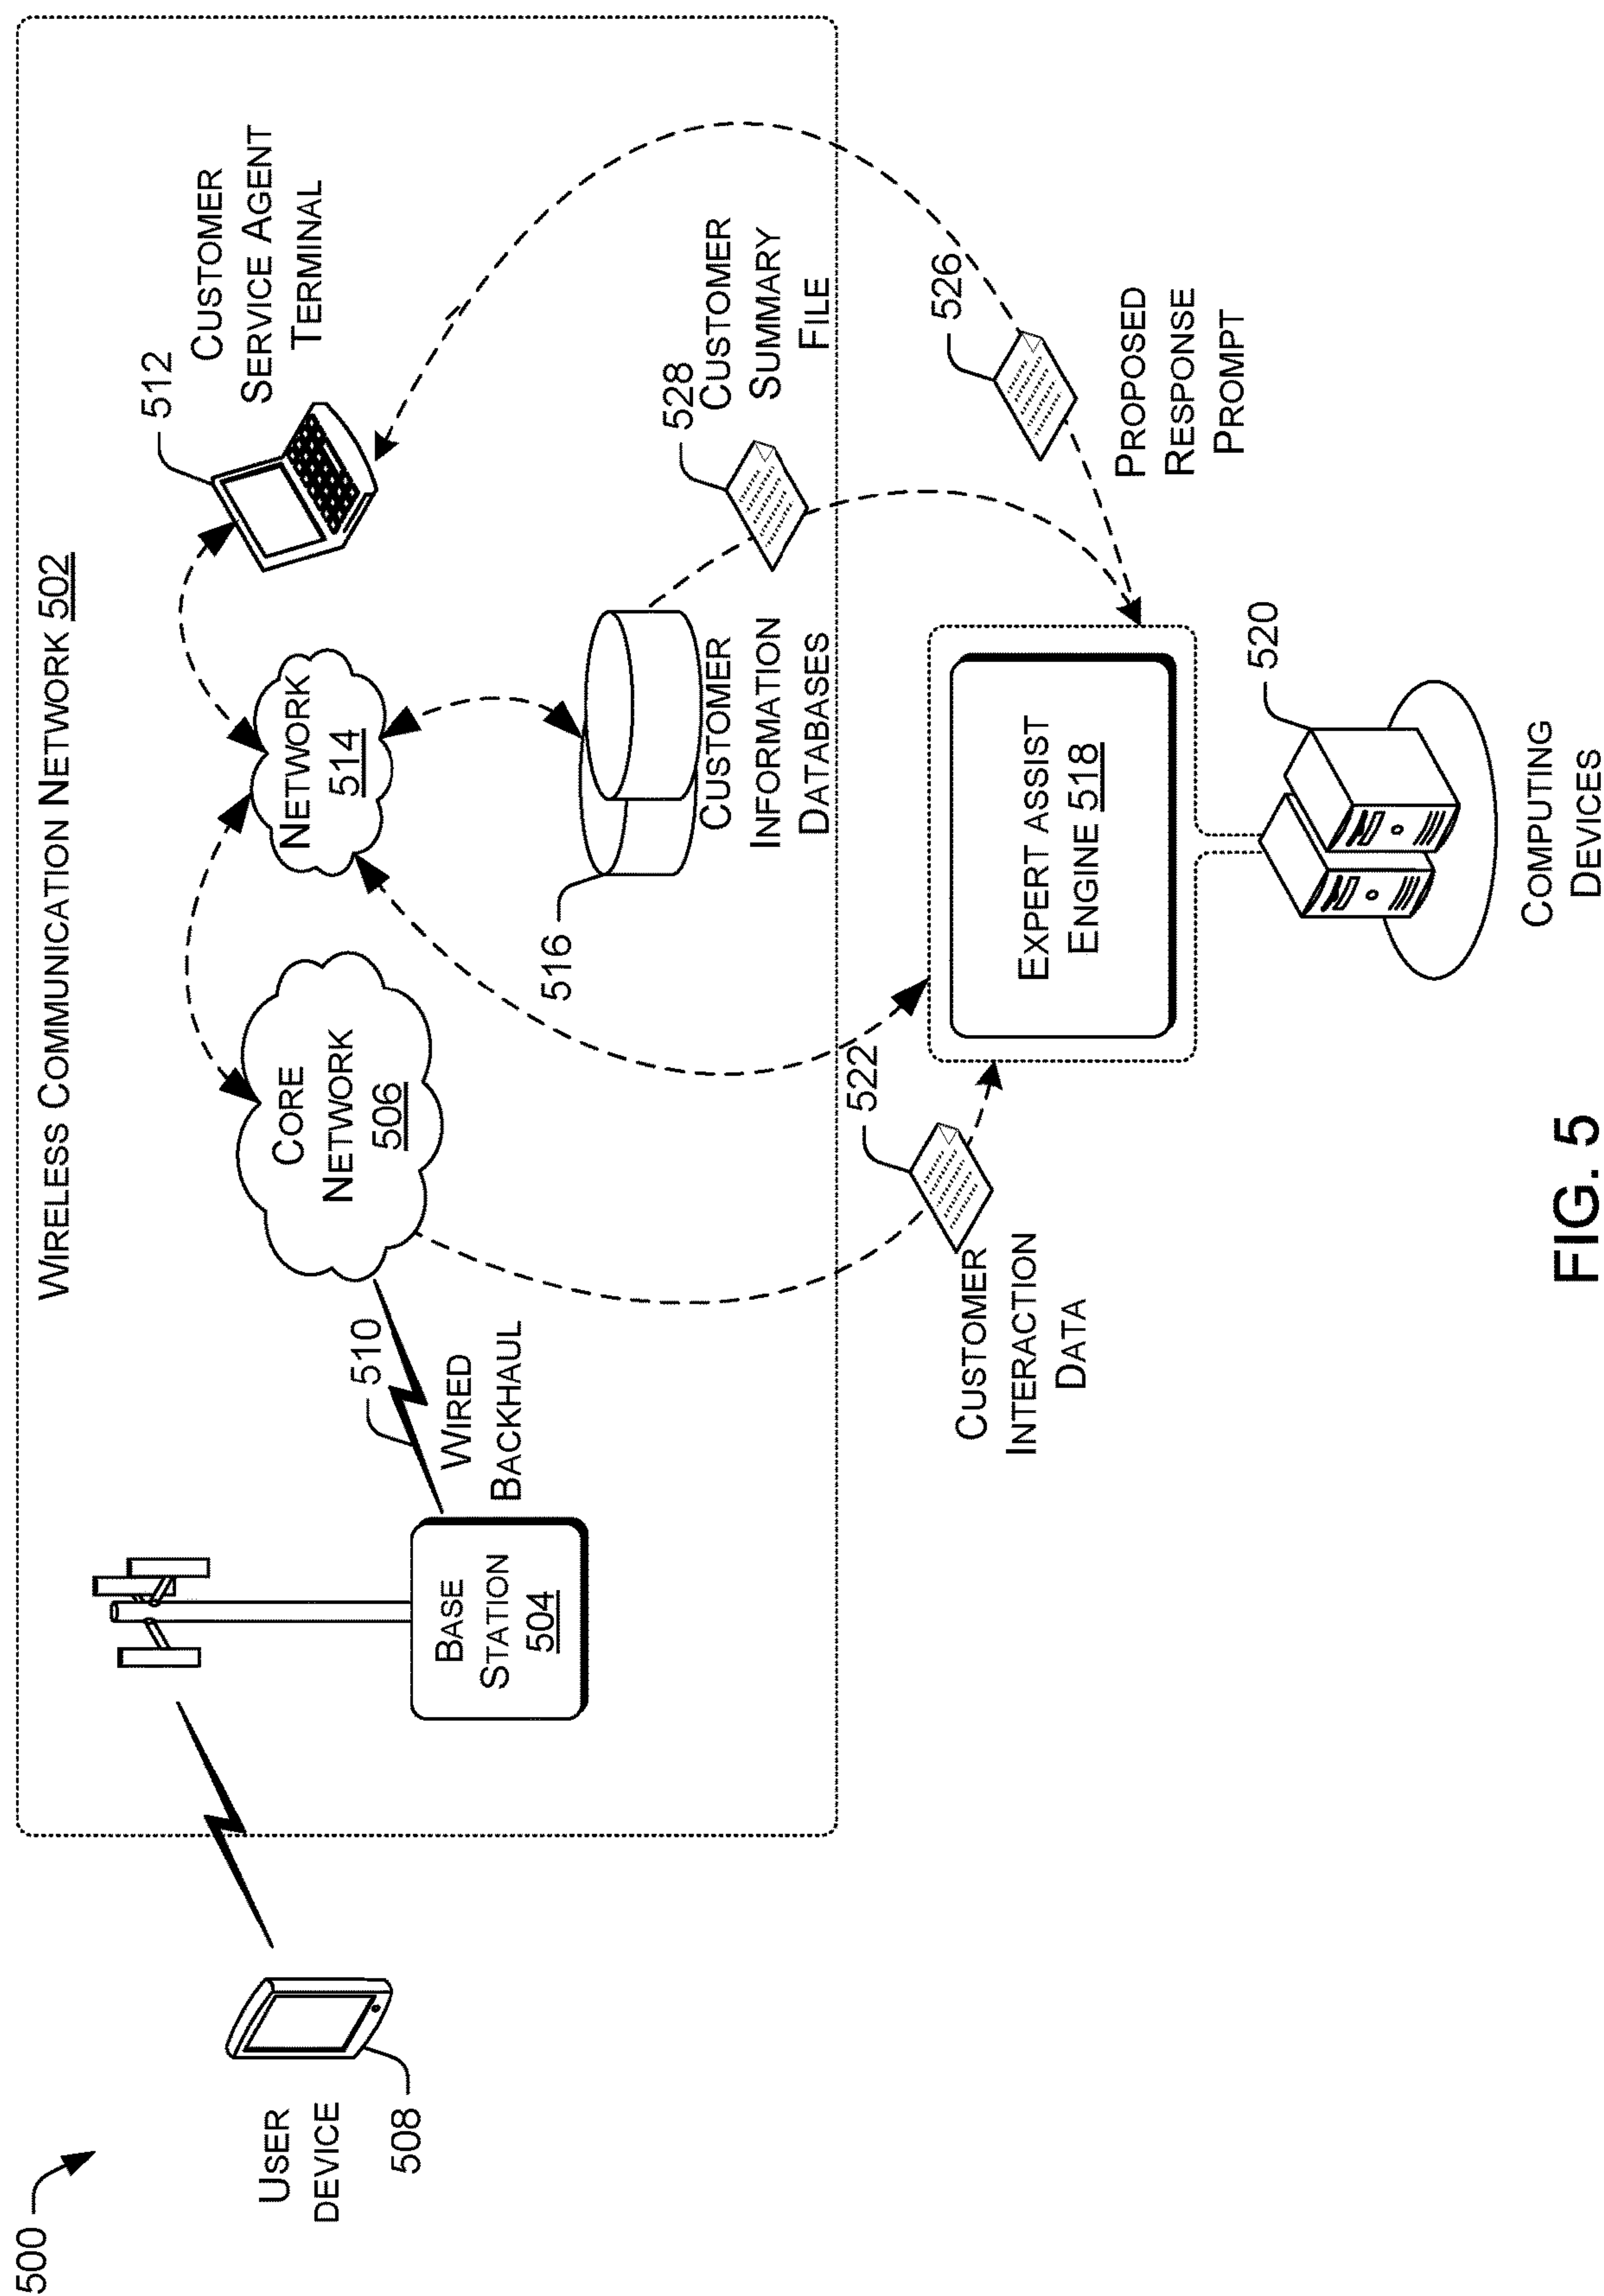 500
WIRELESS COMMUNICATION NETWORK 502
USER
DEVICE
508
BASE
STATION 504
510
WIRED
BACKHAUL
CORE
NETWORK
506
NETWORK
514
512
CUSTOMER
SERVICE AGENT
TERMINAL
516
CUSTOMER
INFORMATION
DATABASES
528
CUSTOMER
SUMMARY
FILE
522
CUSTOMER
INTERACTION
DATA
EXPERT ASSIST
ENGINE 518
526
PROPOSED
RESPONSE
PROMPT
520
COMPUTING
DEVICES
FIG. 5